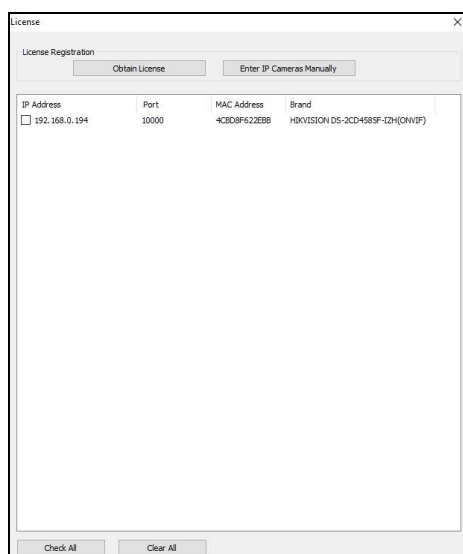 License
License Registration
Obtain License Enter IP Cameras Manually
IP Address Port MAC Address Brand
192.168.0.194 10000 4CBD8F622EBB HIKVISION DS-2CD4585F-IZH(ONVIF)
Check All Clear All